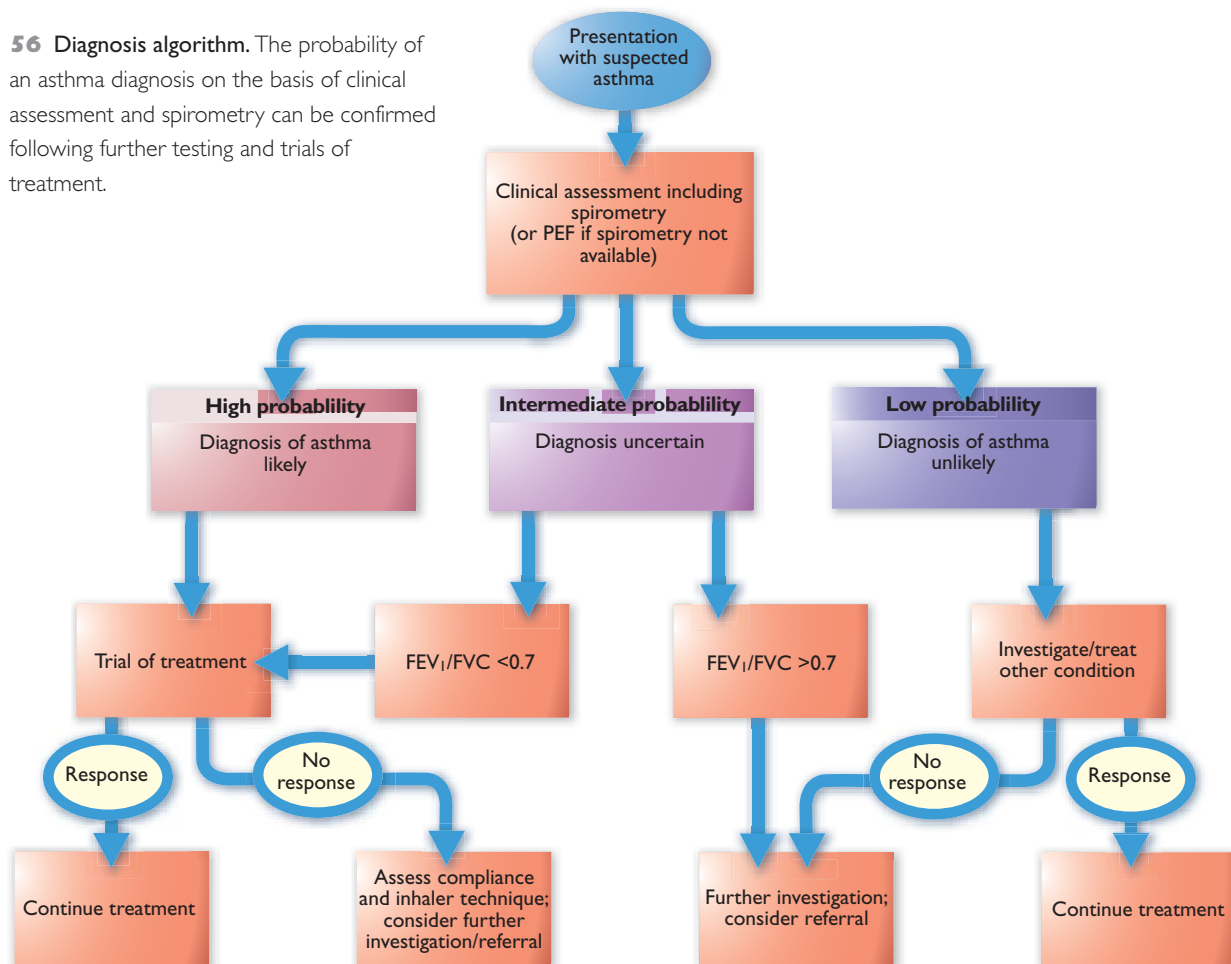 56 Diagnosis algorithm. The probability of
an asthma diagnosis on the basis of clinical
assessment and spirometry can be confirmed
following further testing and trials of
treatment.
Presentation
with suspected
asthma
Clinical assessment including
spirometry
(or PEF if spirometry not
available)
High probablility
Diagnosis of asthma
likely
Intermediate probablility
Diagnosis uncertain
Low probablility
Diagnosis of asthma
unlikely
Trial of treatment
FEV₁/FVC <0.7
FEV₁/FVC >0.7
Investigate/treat
other condition
Response
No
response
No
response
Response
Continue treatment
Assess compliance
and inhaler technique;
consider further
investigation/referral
Further investigation;
consider referral
Continue treatment